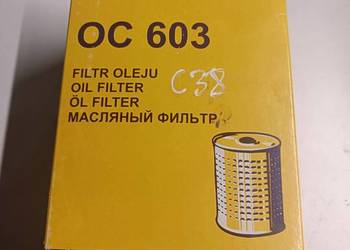 OC 603
FILTR OLEJU
OIL FILTER
ÖL FILTER
МАСЛЯНЫЙ ФИЛЬТР
C38